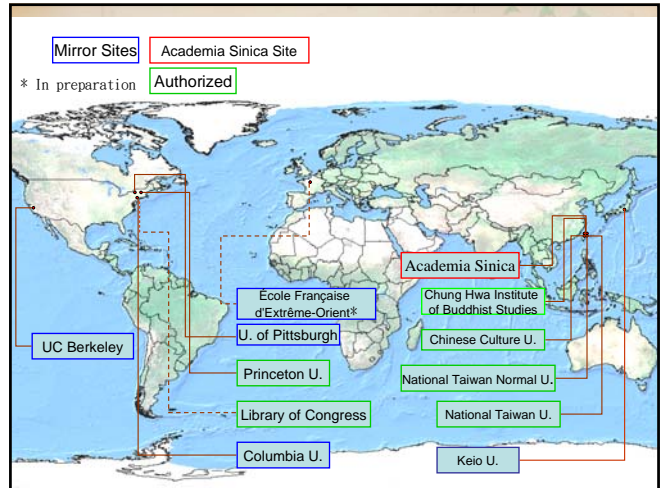 Mirror Sites
Academia Sinica Site
* In preparation
Authorized
Academia Sinica
École Française
d'Extrême-Orient*
Chung Hwa Institute
of Buddhist Studies
U. of Pittsburgh
UC Berkeley
Chinese Culture U.
Princeton U.
National Taiwan Normal U.
Library of Congress
National Taiwan U.
Columbia U.
Keio U.